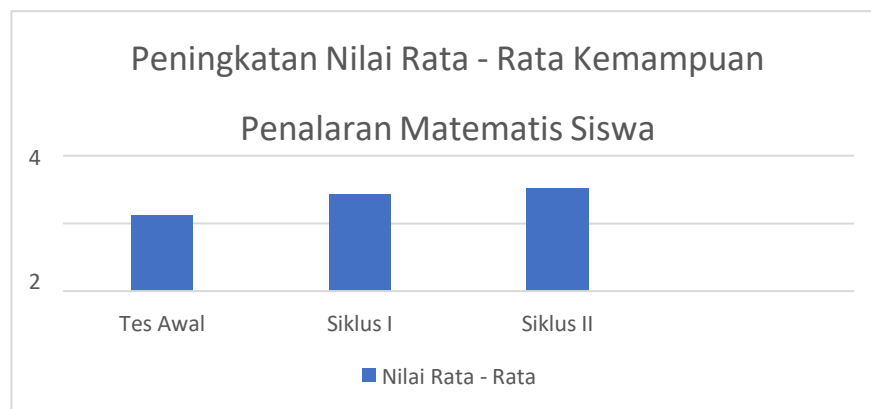 Peningkatan Nilai Rata - Rata Kemampuan
Penalaran Matematis Siswa
4
2
Tes Awal Siklus I Siklus II
Nilai Rata - Rata